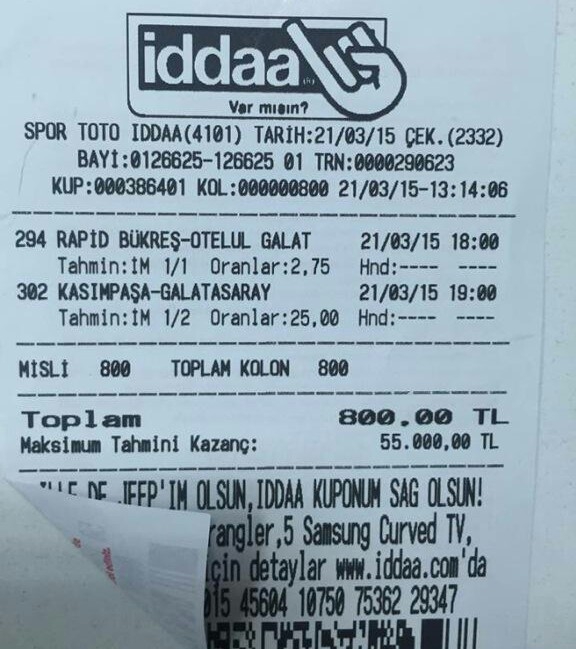 iddaa
Var mısın?
SPOR TOTO IDDAA(4101) TARİH:21/03/15 ÇEK.(2332)
BAYİ:0126625-126625 01 TRN:0000290623
KUP:000386401 KOL:000000800 21/03/15-13:14:06
294 RAPİD BÜKREŞ-OTELUL GALAT 21/03/15 18:00
Tahmin:İM 1/1 Oranlar:2,75 Hnd:---- ----
302 KASIMPAŞA-GALATASARAY 21/03/15 19:00
Tahmin:İM 1/2 Oranlar:25,00 Hnd:---- ----
MİSLİ 800 TOPLAM KOLON 800
Toplam 800.00 TL
Maksimum Tahmini Kazanç: 55.000,00 TL
DE JEEP'İM OLSUN,IDDAA KUPONUM SAG OLSUN!
rangler,5 Samsung Curved TV,
için detaylar www.iddaa.com'da
015 45604 10750 75362 29347